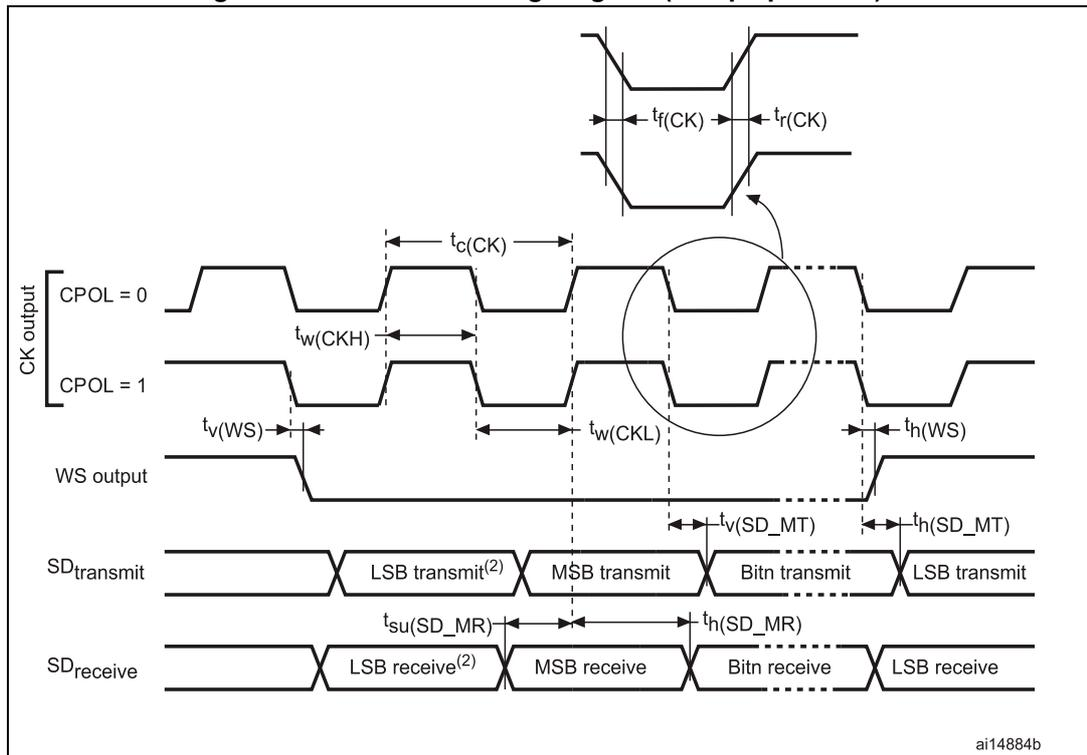 tf(CK)
tr(CK)
tc(CK)
CK output
CPOL = 0
tw(CKH)
CPOL = 1
tv(WS)
tw(CKL)
th(WS)
WS output
tv(SD_MT)
th(SD_MT)
SDtransmit
LSB transmit(2)
MSB transmit
Bitn transmit
LSB transmit
tsu(SD_MR)
th(SD_MR)
SDreceive
LSB receive(2)
MSB receive
Bitn receive
LSB receive
ai14884b